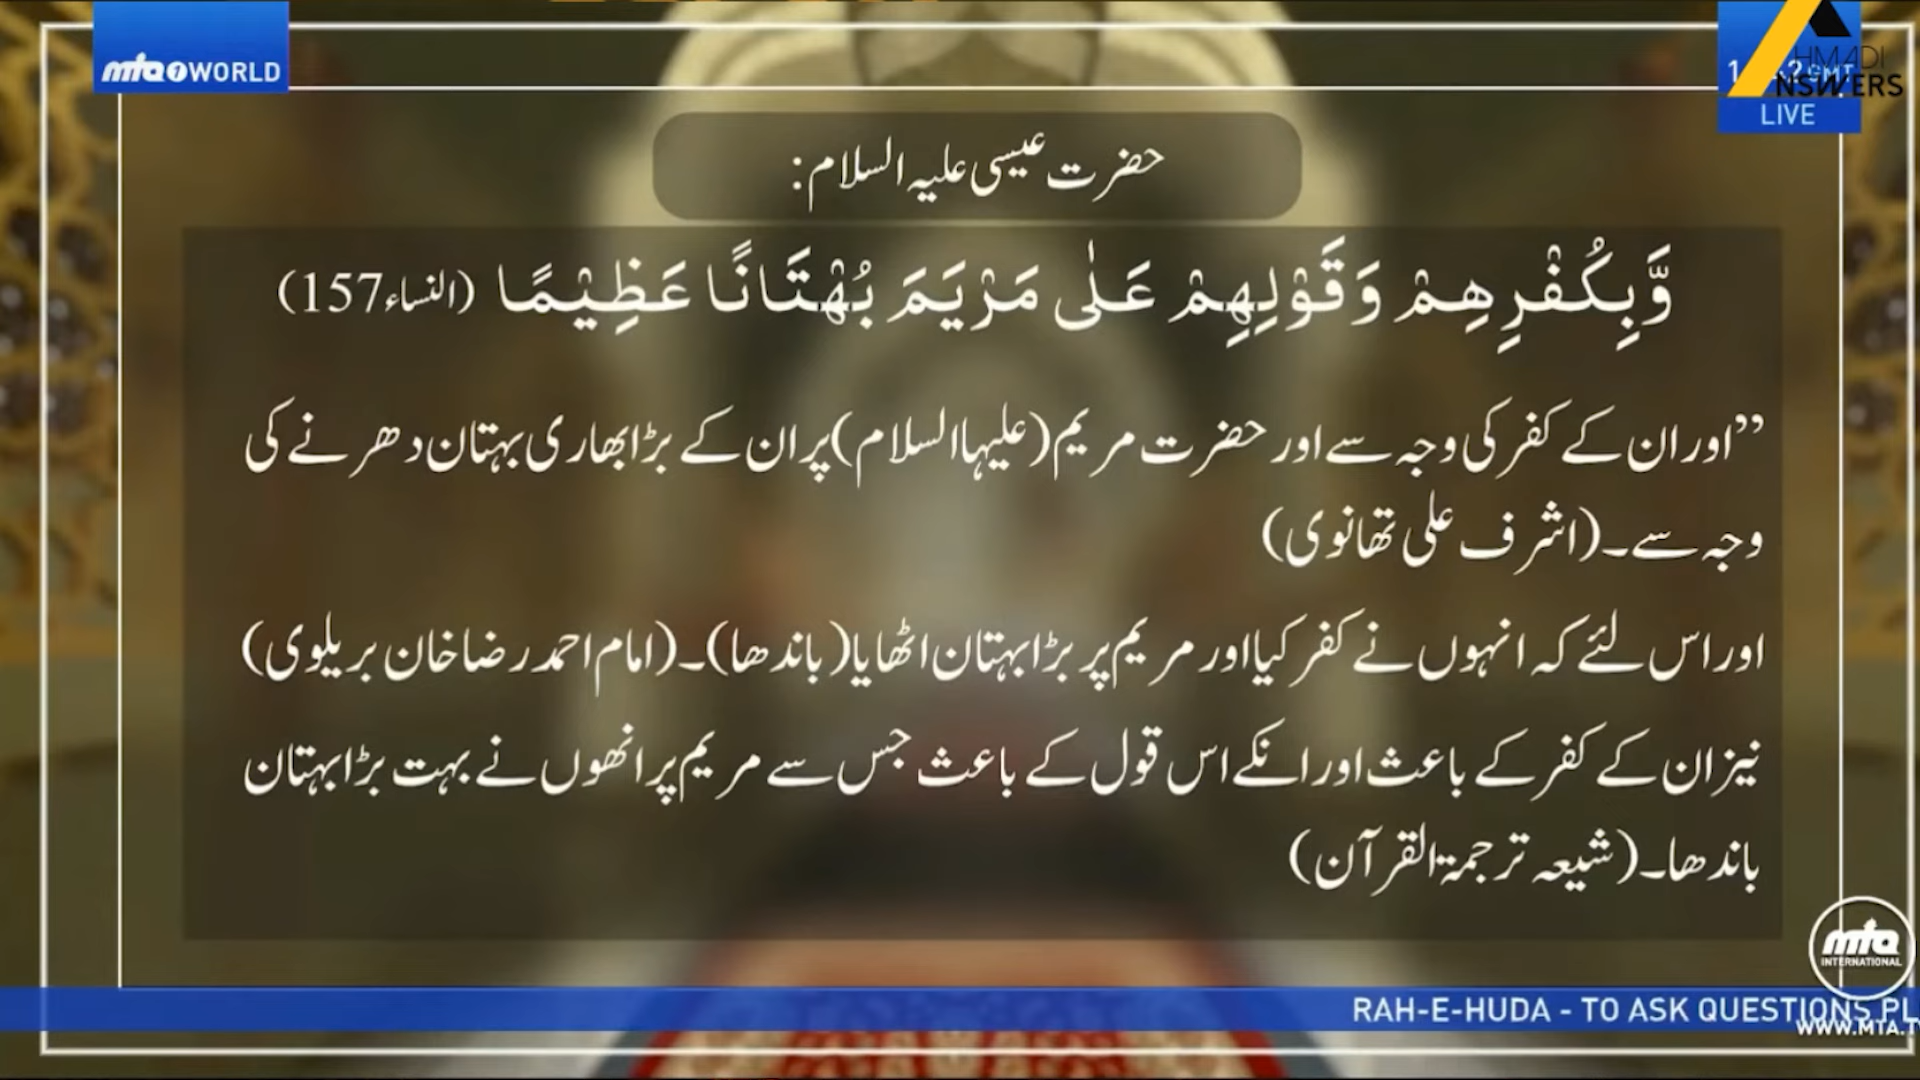 mta1 WORLD
HMADI
NSWERS
GMT
LIVE
حضرت عیسی علیہ السلام:
وَّبِكُفْرِهِمْ وَقَوْلِهِمْ عَلٰى مَرْيَمَ بُهْتَانًا عَظِيْمًا (النساء157)
”اور ان کے کفر کی وجہ سے اور حضرت مریم (علیہا السلام) پر ان کے بڑا بھاری بہتان دھرنے کی
وجہ سے۔ (اشرف علی تھانوی)
اور اس لئے کہ انہوں نے کفر کیا اور مریم پر بڑا بہتان اٹھایا (باندھا)۔ (امام احمد رضا خان بریلوی)
نیز ان کے کفر کے باعث اور انکے اس قول کے باعث جس سے مریم پر انھوں نے بہت بڑا بہتان
باندھا۔ (شیعہ ترجمۃ القرآن)
mta
INTERNATIONAL
RAH-E-HUDA - TO ASK QUESTIONS PL
WWW.MTA.T